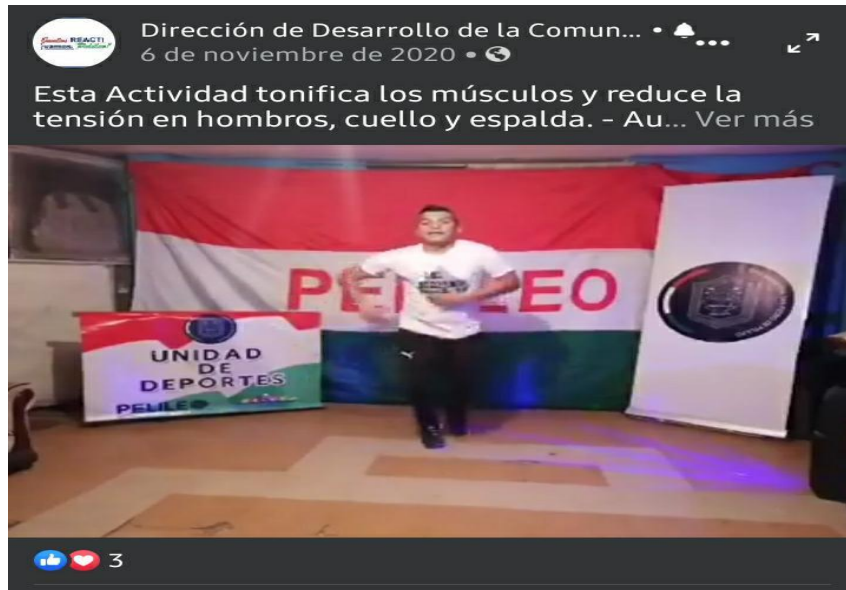 Dirección de Desarrollo de la Comun... •
6 de noviembre de 2020 •
Esta Actividad tonifica los músculos y reduce la
tensión en hombros, cuello y espalda. - Au... Ver más
PELILEO
UNIDAD
DE
DEPORTES
PELILEO
3